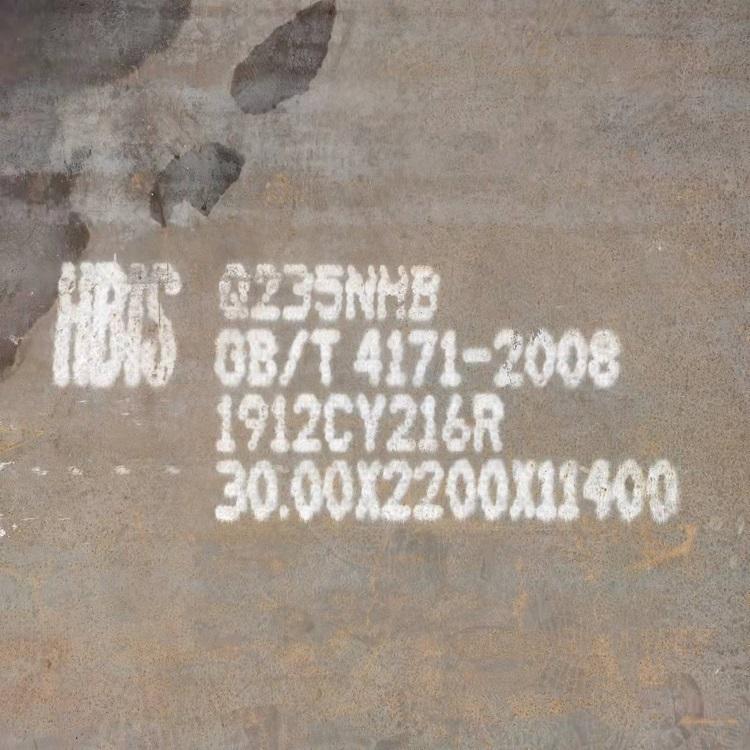 HBIS
Q235NHB
GB/T 4171-2008
1912CY216R
30.00X2200X11400